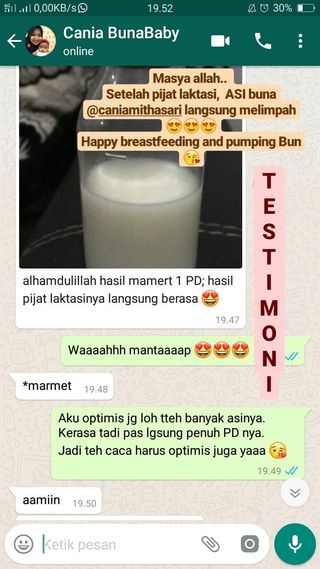 0,00KB/s
19.52
30%
Cania BunaBaby
online
Masya allah..
Setelah pijat laktasi, ASI buna
@caniamithasari langsung melimpah
😍😍😍
Happy breastfeeding and pumping Bun
😘
TESTIMONI
alhamdulillah hasil mamert 1 PD; hasil
pijat laktasinya langsung berasa 😍
19.47
Waaaahhh mantaaaap 😍😍😍
*marmet
19.48
Aku optimis jg loh tteh banyak asinya.
Kerasa tadi pas lgsung penuh PD nya.
Jadi teh caca harus optimis juga yaaa 😘
19.49
aamiin
19.50
Ketik pesan